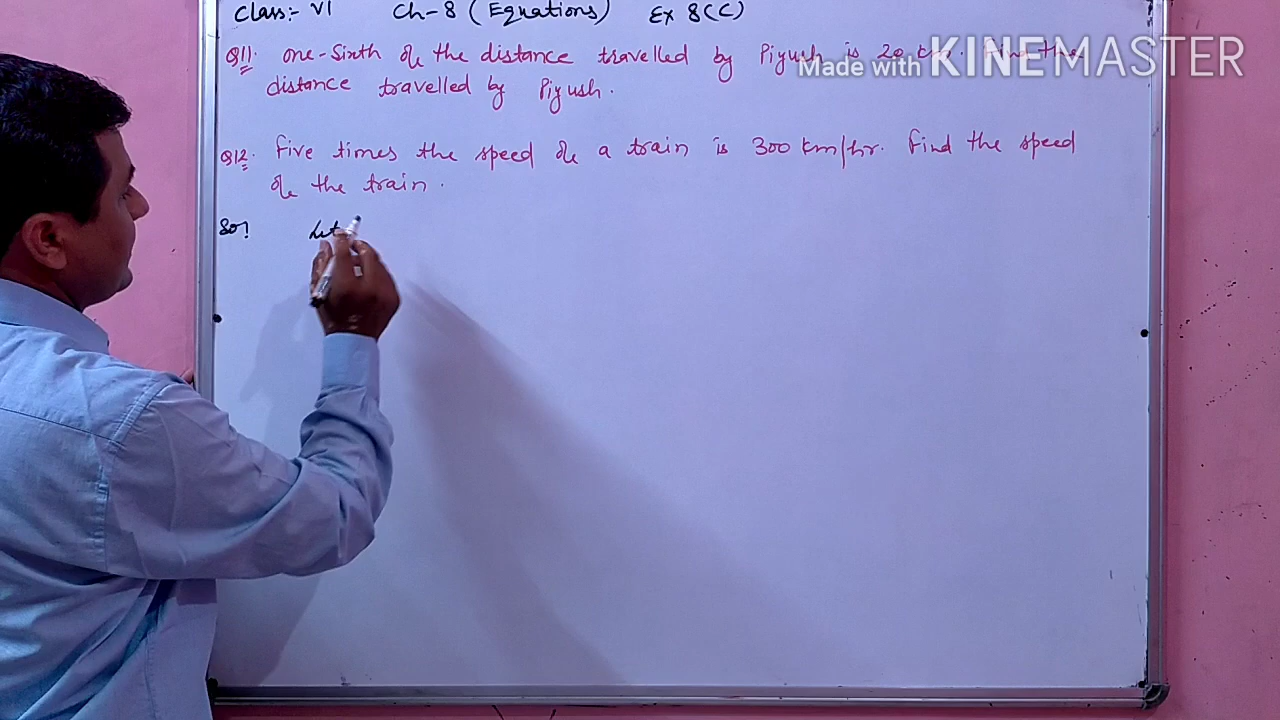 Class:- VI Ch-8 (Equations) Ex 8(C)
Q11. One-Sixth of the distance travelled by Piyush is 20 km. Find the
Made with KINEMASTER
distance travelled by Piyush.
Q12. Five times the speed of a train is 300 km/hr. Find the speed
of the train.
Sol Let